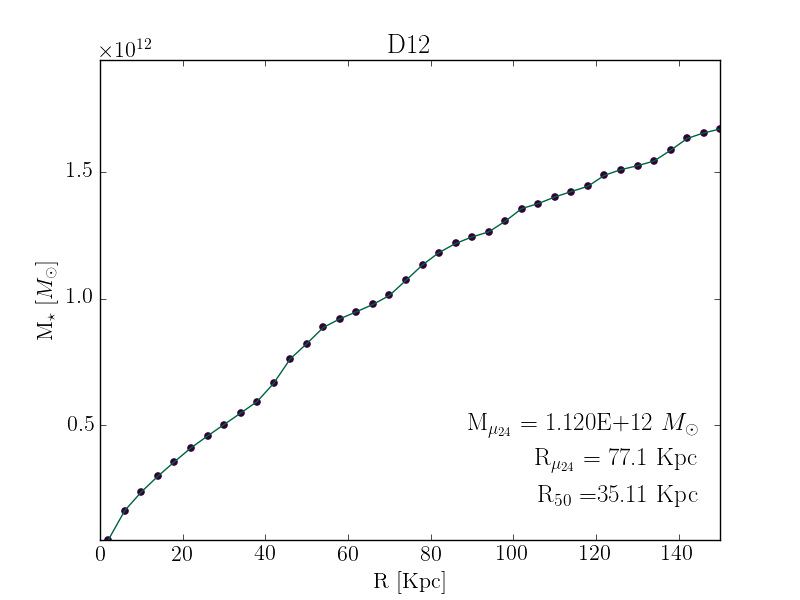 ×10¹²
D12
1.5
1.0
0.5
M⋆ [M⊙]
M_μ₂₄ = 1.120E+12 M⊙
R_μ₂₄ = 77.1 Kpc
R₅₀ =35.11 Kpc
0 20 40 60 80 100 120 140
R [Kpc]